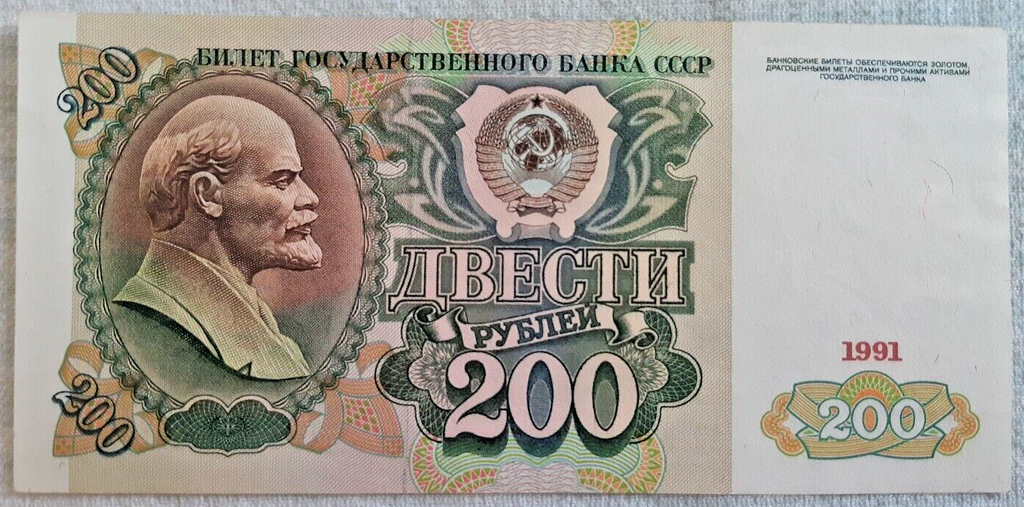 БИЛЕТ ГОСУДАРСТВЕННОГО БАНКА СССР
БАНКОВСКИЕ БИЛЕТЫ ОБЕСПЕЧИВАЮТСЯ ЗОЛОТОМ,
ДРАГОЦЕННЫМИ МЕТАЛЛАМИ И ПРОЧИМИ АКТИВАМИ
ГОСУДАРСТВЕННОГО БАНКА
200
ДВЕСТИ
РУБЛЕЙ
200
1991
200
200